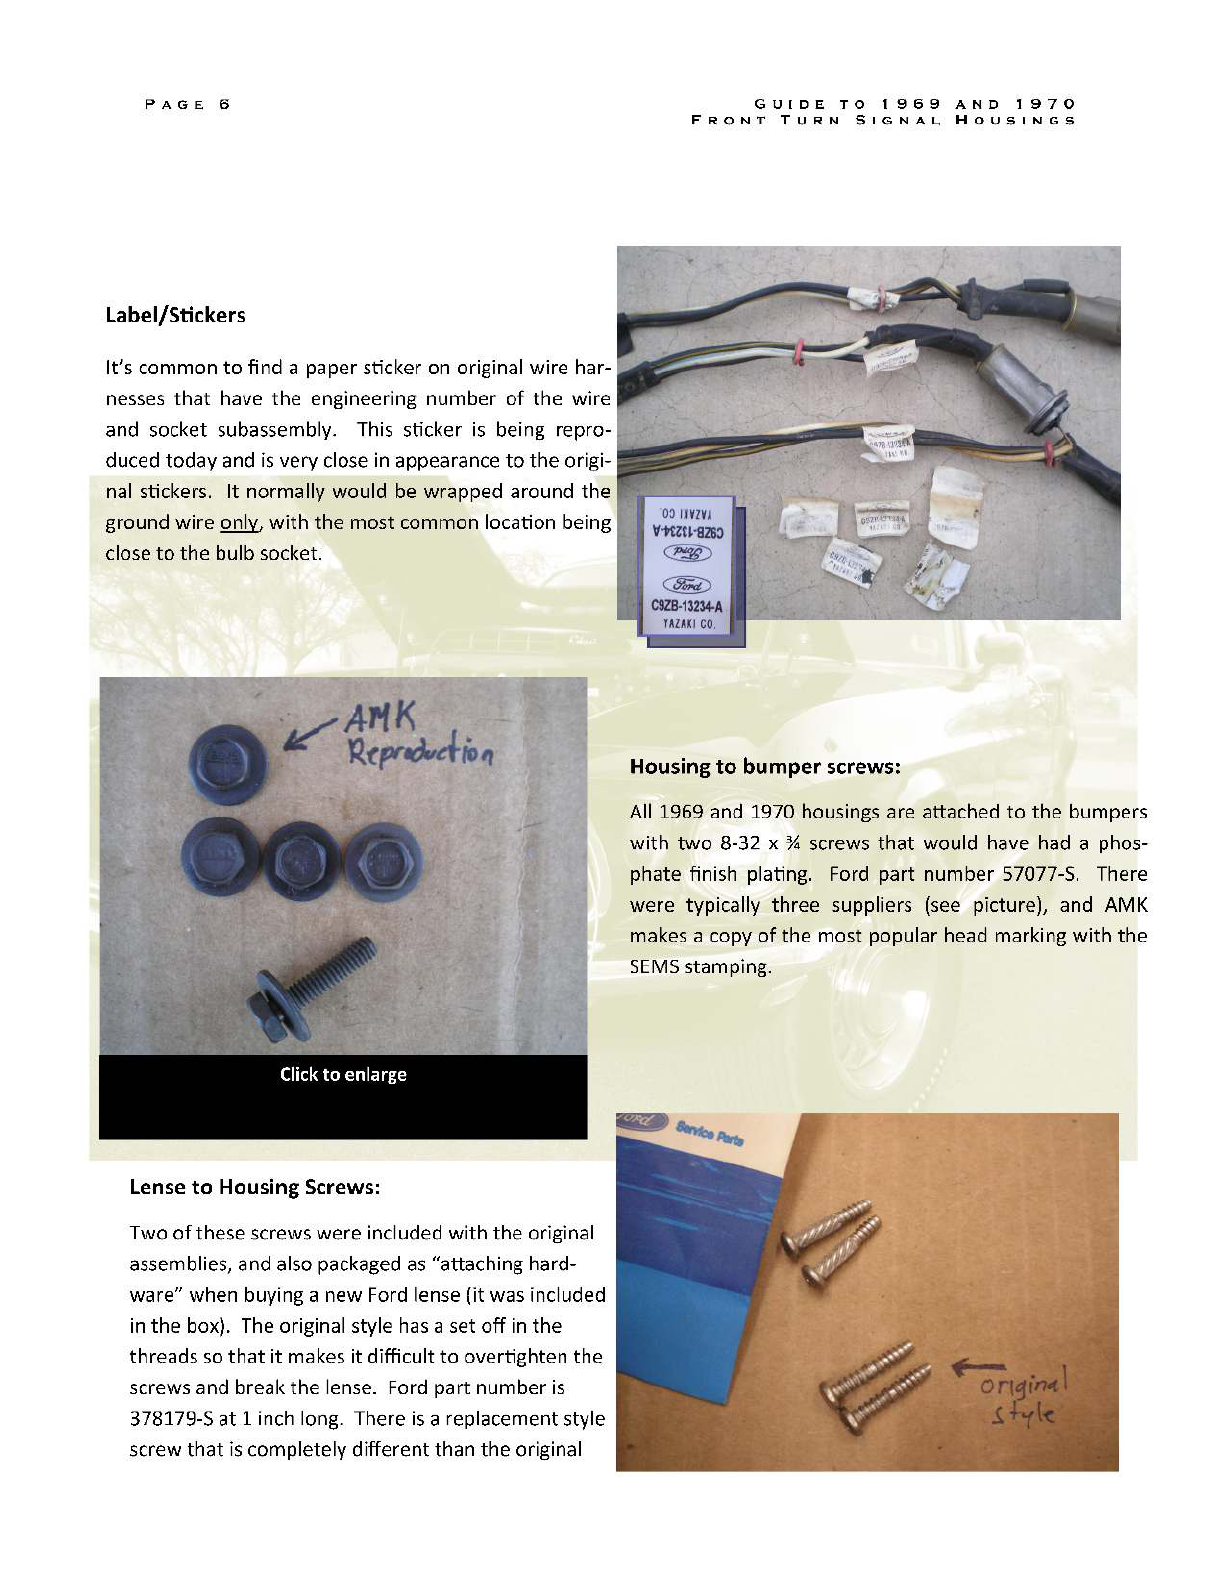 PAGE 6
GUIDE TO 1969 AND 1970
FRONT TURN SIGNAL HOUSINGS
Label/Stickers
It's common to find a paper sticker on original wire har-
nesses that have the engineering number of the wire
and socket subassembly. This sticker is being repro-
duced today and is very close in appearance to the origi-
nal stickers. It normally would be wrapped around the
ground wire only, with the most common location being
close to the bulb socket.
YAZAKI CO.
C9ZB-13234-A
Ford
Ford
C9ZB-13234-A
YAZAKI CO.
AMK
Reproduction
Click to enlarge
Housing to bumper screws:
All 1969 and 1970 housings are attached to the bumpers
with two 8-32 x ¾ screws that would have had a phos-
phate finish plating. Ford part number 57077-S. There
were typically three suppliers (see picture), and AMK
makes a copy of the most popular head marking with the
SEMS stamping.
Lense to Housing Screws:
Two of these screws were included with the original
assemblies, and also packaged as “attaching hard-
ware” when buying a new Ford lense (it was included
in the box). The original style has a set off in the
threads so that it makes it difficult to overtighten the
screws and break the lense. Ford part number is
378179-S at 1 inch long. There is a replacement style
screw that is completely different than the original
Ford
Service Parts
original
style